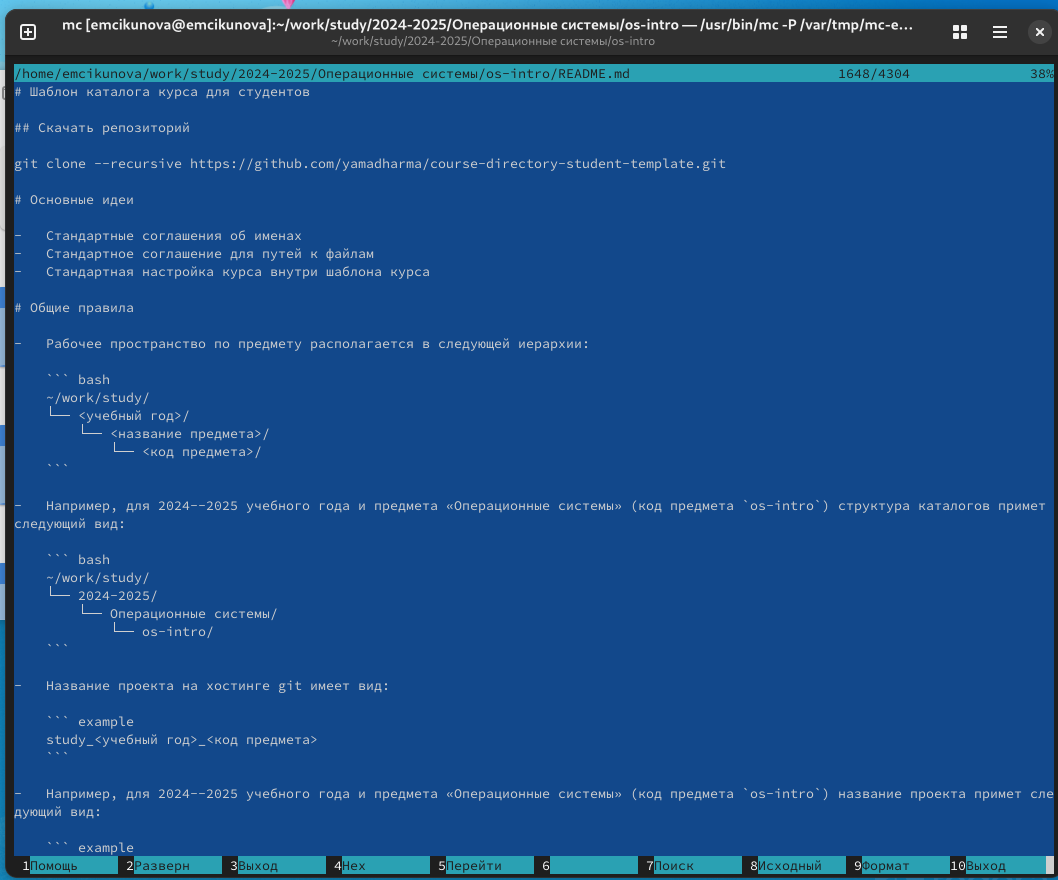 mc [emcikunova@emcikunova]:~/work/study/2024-2025/Операционные системы/os-intro — /usr/bin/mc -P /var/tmp/mc-e…
~/work/study/2024-2025/Операционные системы/os-intro
/home/emcikunova/work/study/2024-2025/Операционные системы/os-intro/README.md 1648/4304 38%
# Шаблон каталога курса для студентов
## Скачать репозиторий
git clone --recursive https://github.com/yamadharma/course-directory-student-template.git
# Основные идеи
-   Стандартные соглашения об именах
-   Стандартное соглашение для путей к файлам
-   Стандартная настройка курса внутри шаблона курса
# Общие правила
-   Рабочее пространство по предмету располагается в следующей иерархии:
    ``` bash
    ~/work/study/
    └── <учебный год>/
        └── <название предмета>/
            └── <код предмета>/
    ```
-   Например, для 2024--2025 учебного года и предмета «Операционные системы» (код предмета `os-intro`) структура каталогов примет
следующий вид:
    ``` bash
    ~/work/study/
    └── 2024-2025/
        └── Операционные системы/
            └── os-intro/
    ```
-   Название проекта на хостинге git имеет вид:
    ``` example
    study_<учебный год>_<код предмета>
    ```
-   Например, для 2024--2025 учебного года и предмета «Операционные системы» (код предмета `os-intro`) название проекта примет сле
дующий вид:
    ``` example
1Помощь 2Разверн 3Выход 4Hex 5Перейти 6 7Поиск 8Исходный 9Формат 10Выход